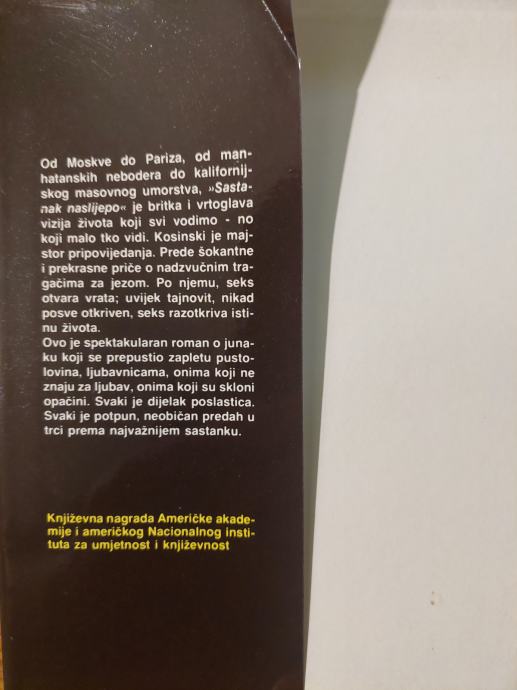 Od Moskve do Pariza, od man-
hatanskih nebodera do kalifornij-
skog masovnog umorstva, »Sasta-
nak naslijepo« je britka i vrtoglava
vizija života koji svi vodimo - no
koji malo tko vidi. Kosinski je maj-
stor pripovijedanja. Prede šokantne
i prekrasne priče o nadzvučnim tra-
gačima za jezom. Po njemu, seks
otvara vrata; uvijek tajnovit, nikad
posve otkriven, seks razotkriva isti-
nu života.
Ovo je spektakularan roman o juna-
ku koji se prepustio zapletu pusto-
lovina, ljubavnicama, onima koji ne
znaju za ljubav, onima koji su skloni
opačini. Svaki je dijelak poslastica.
Svaki je potpun, neobičan predah u
trci prema najvažnijem sastanku.
Književna nagrada Američke akade-
mije i američkog Nacionalnog insti-
tuta za umjetnost i književnost